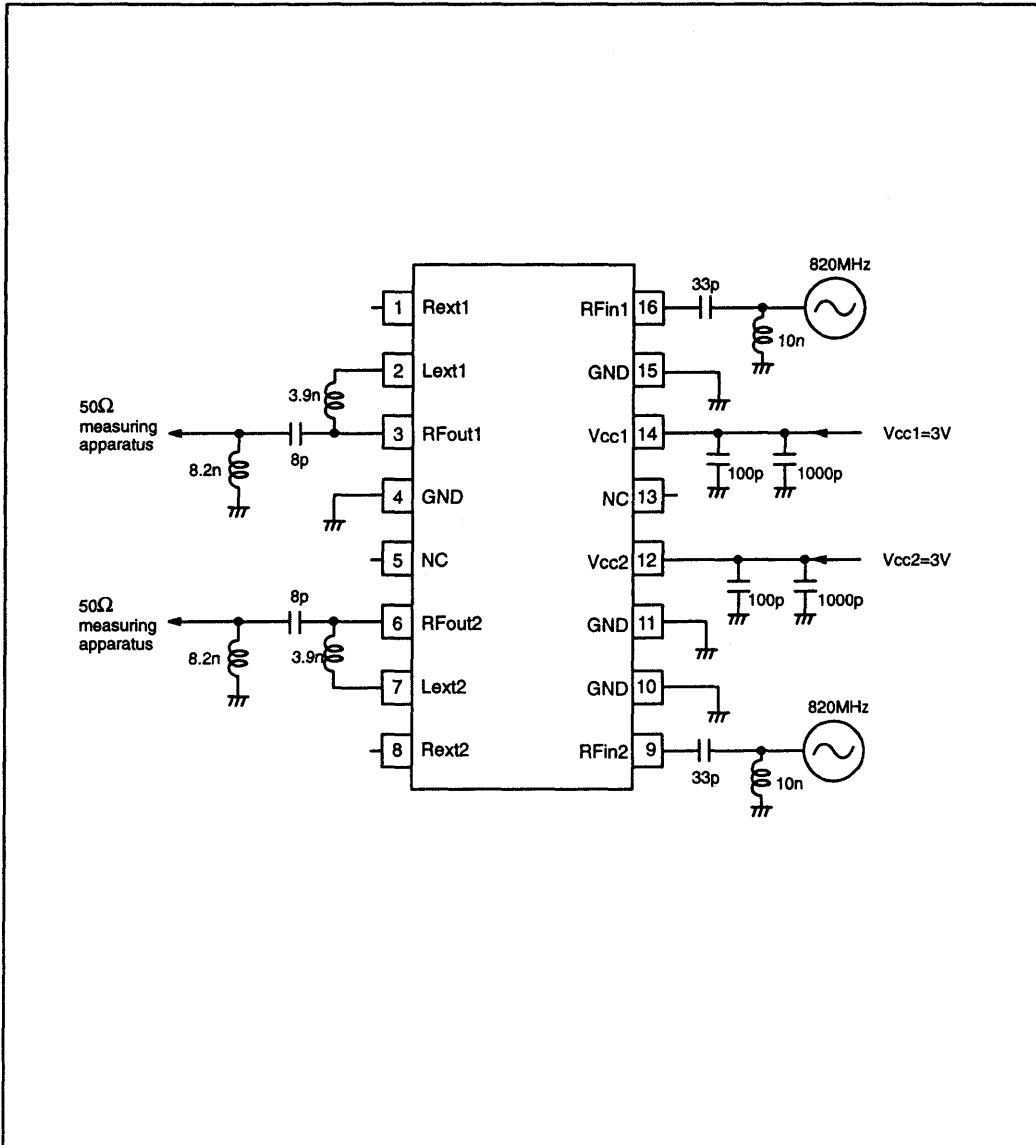 820MHz
33p
10n
1 Rext1
RFin1 16
2 Lext1
GND 15
3.9n
50Ω
measuring
apparatus
3 RFout1
Vcc1 14
Vcc1=3V
8p
8.2n
100p
1000p
4 GND
NC 13
5 NC
Vcc2 12
Vcc2=3V
50Ω
measuring
apparatus
8p
6 RFout2
GND 11
100p
1000p
8.2n
3.9n
7 Lext2
GND 10
820MHz
8 Rext2
RFin2 9
33p
10n